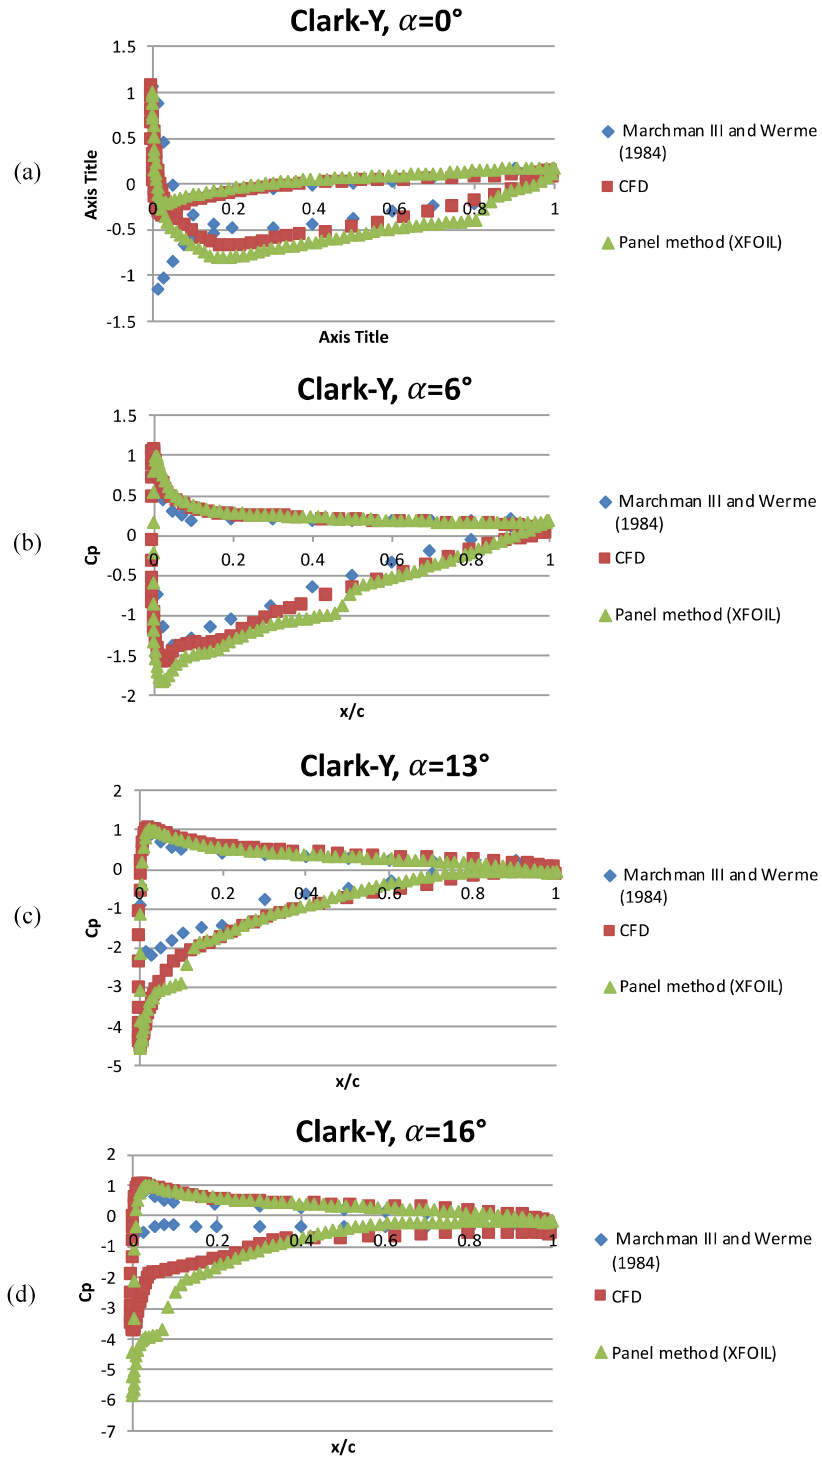 Clark-Y, α=0°
(a)
Axis Title
1.5
1
0.5
0
-0.5
-1
-1.5
0 0.2 0.4 0.6 0.8 1
Axis Title
Marchman III and Werme
(1984)
CFD
Panel method (XFOIL)
Clark-Y, α=6°
(b)
Cp
1.5
1
0.5
0
-0.5
-1
-1.5
-2
0 0.2 0.4 0.6 0.8 1
x/c
Marchman III and Werme
(1984)
CFD
Panel method (XFOIL)
Clark-Y, α=13°
(c)
Cp
2
1
0
-1
-2
-3
-4
-5
0 0.2 0.4 0.6 0.8 1
x/c
Marchman III and Werme
(1984)
CFD
Panel method (XFOIL)
Clark-Y, α=16°
(d)
Cp
2
1
0
-1
-2
-3
-4
-5
-6
-7
0 0.2 0.4 0.6 0.8 1
x/c
Marchman III and Werme
(1984)
CFD
Panel method (XFOIL)